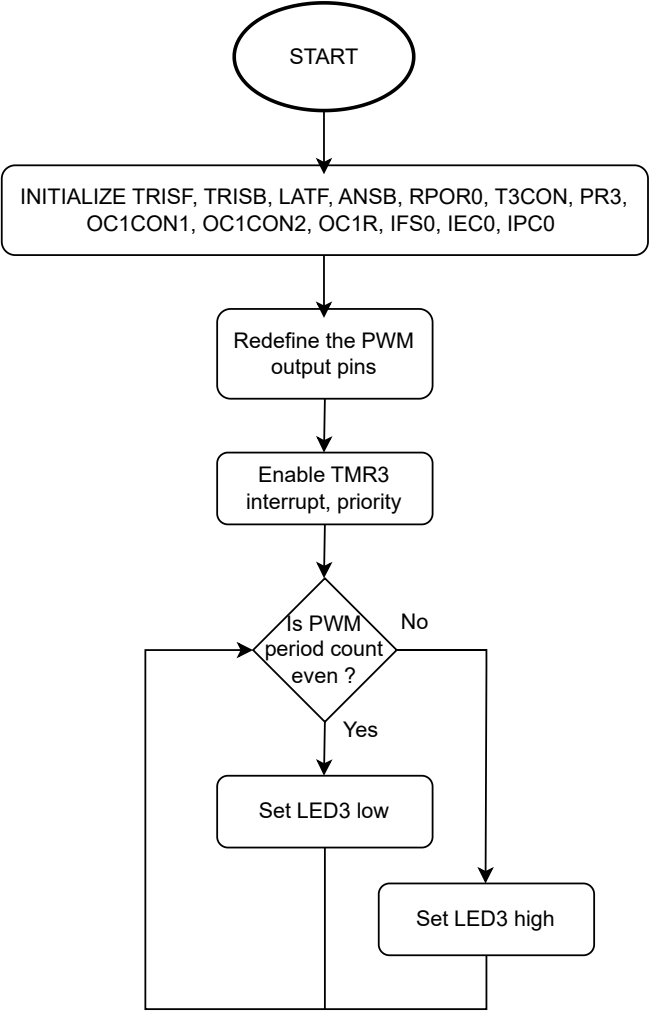 START
INITIALIZE TRISF, TRISB, LATF, ANSB, RPOR0, T3CON, PR3,
OC1CON1, OC1CON2, OC1R, IFS0, IEC0, IPC0
Redefine the PWM
output pins
Enable TMR3
interrupt, priority
Is PWM
period count
even ?
No
Yes
Set LED3 low
Set LED3 high